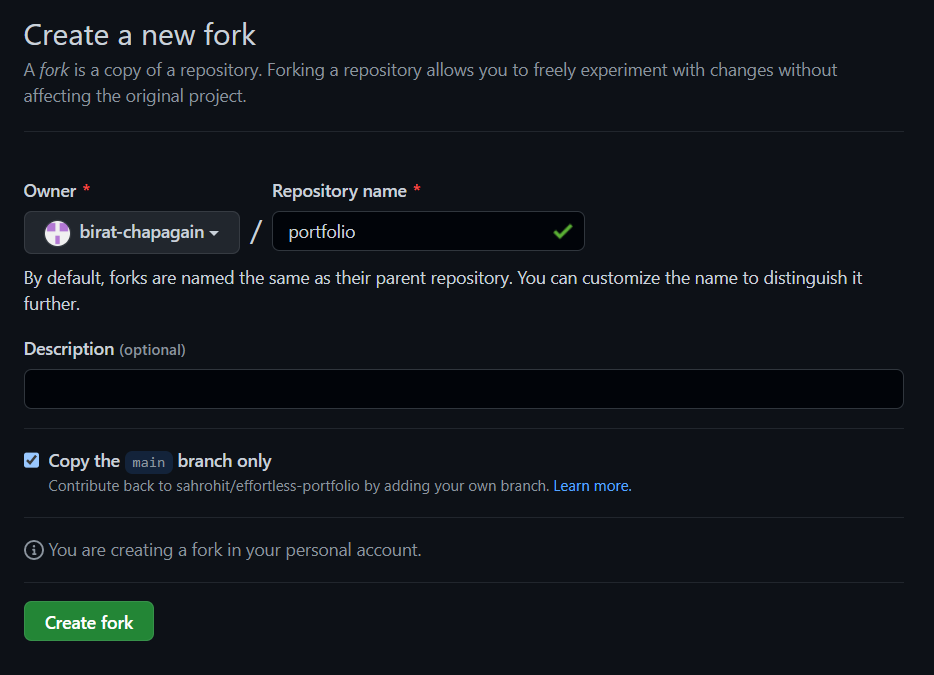 Create a new fork
A fork is a copy of a repository. Forking a repository allows you to freely experiment with changes without
affecting the original project.
Owner * Repository name *
birat-chapagain / portfolio
By default, forks are named the same as their parent repository. You can customize the name to distinguish it
further.
Description (optional)
Copy the main branch only
Contribute back to sahrohit/effortless-portfolio by adding your own branch. Learn more.
You are creating a fork in your personal account.
Create fork